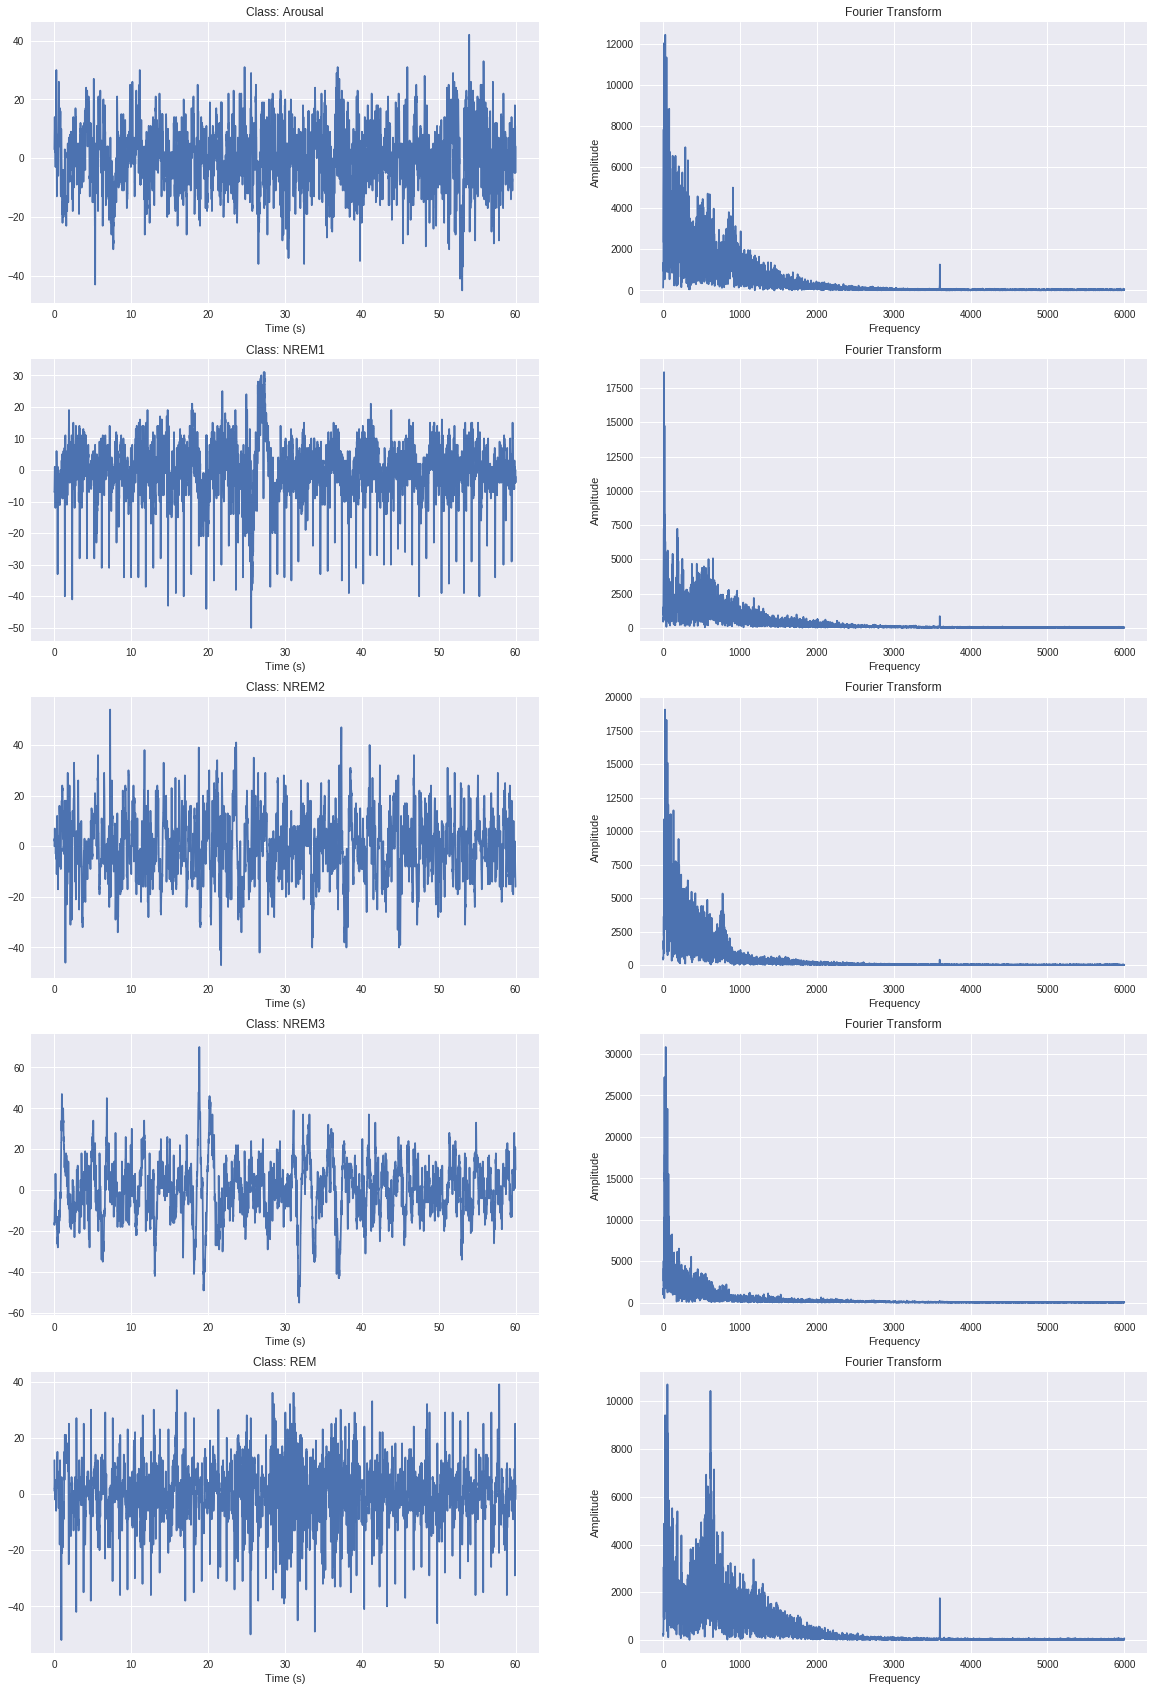 Class: Arousal
Fourier Transform
40
20
0
−20
−40
0 10 20 30 40 50 60
Time (s)
Amplitude
12000
10000
8000
6000
4000
2000
0
0 1000 2000 3000 4000 5000 6000
Frequency
Class: NREM1
Fourier Transform
30
20
10
0
−10
−20
−30
−40
−50
0 10 20 30 40 50 60
Time (s)
Amplitude
17500
15000
12500
10000
7500
5000
2500
0
0 1000 2000 3000 4000 5000 6000
Frequency
Class: NREM2
Fourier Transform
40
20
0
−20
−40
0 10 20 30 40 50 60
Time (s)
Amplitude
20000
17500
15000
12500
10000
7500
5000
2500
0
0 1000 2000 3000 4000 5000 6000
Frequency
Class: NREM3
Fourier Transform
60
40
20
0
−20
−40
−60
0 10 20 30 40 50 60
Time (s)
Amplitude
30000
25000
20000
15000
10000
5000
0
0 1000 2000 3000 4000 5000 6000
Frequency
Class: REM
Fourier Transform
40
20
0
−20
−40
0 10 20 30 40 50 60
Time (s)
Amplitude
10000
8000
6000
4000
2000
0
0 1000 2000 3000 4000 5000 6000
Frequency